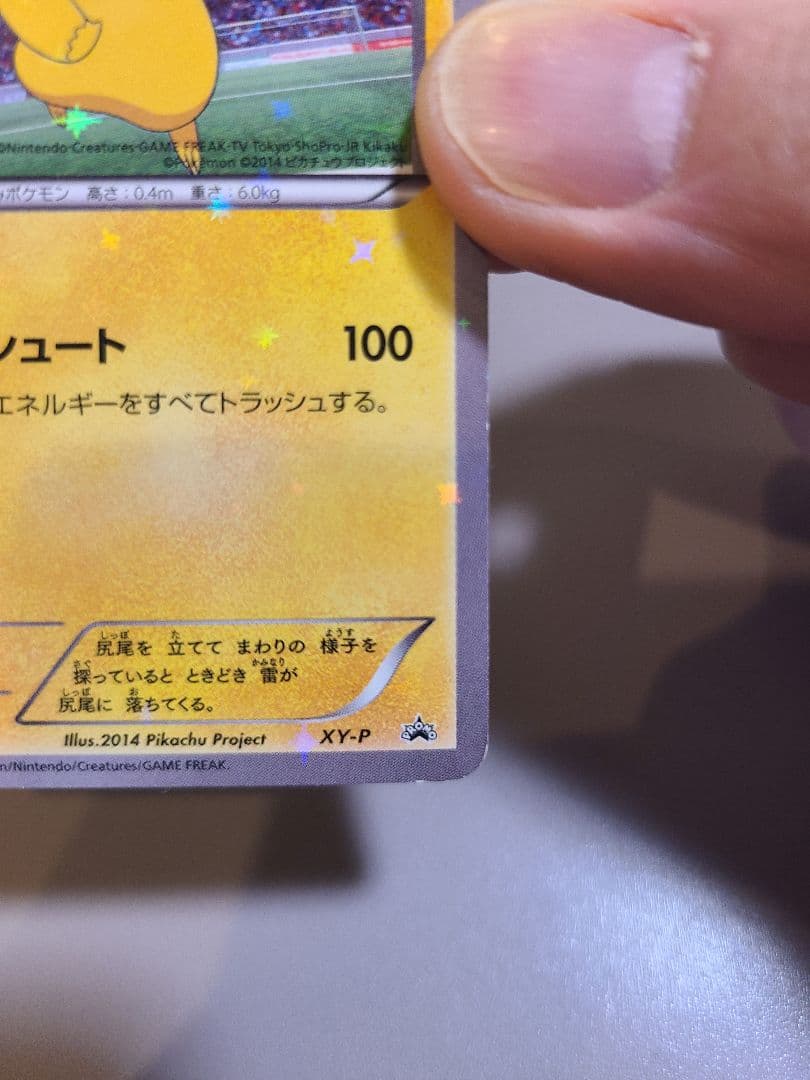 ©Nintendo·Creatures·GAME FREAK·TV Tokyo·ShoPro·JR Kikaku
©Pokémon ©2014 ピカチュウプロジェクト
ポケモン 高さ:0.4m 重さ:6.0kg
シュート 100
エネルギーをすべてトラッシュする。
尻尾を 立てて まわりの 様子を
探っていると ときどき 雷が
尻尾に 落ちてくる。
Illus.2014 Pikachu Project XY-P
n/Nintendo/Creatures/GAME FREAK.